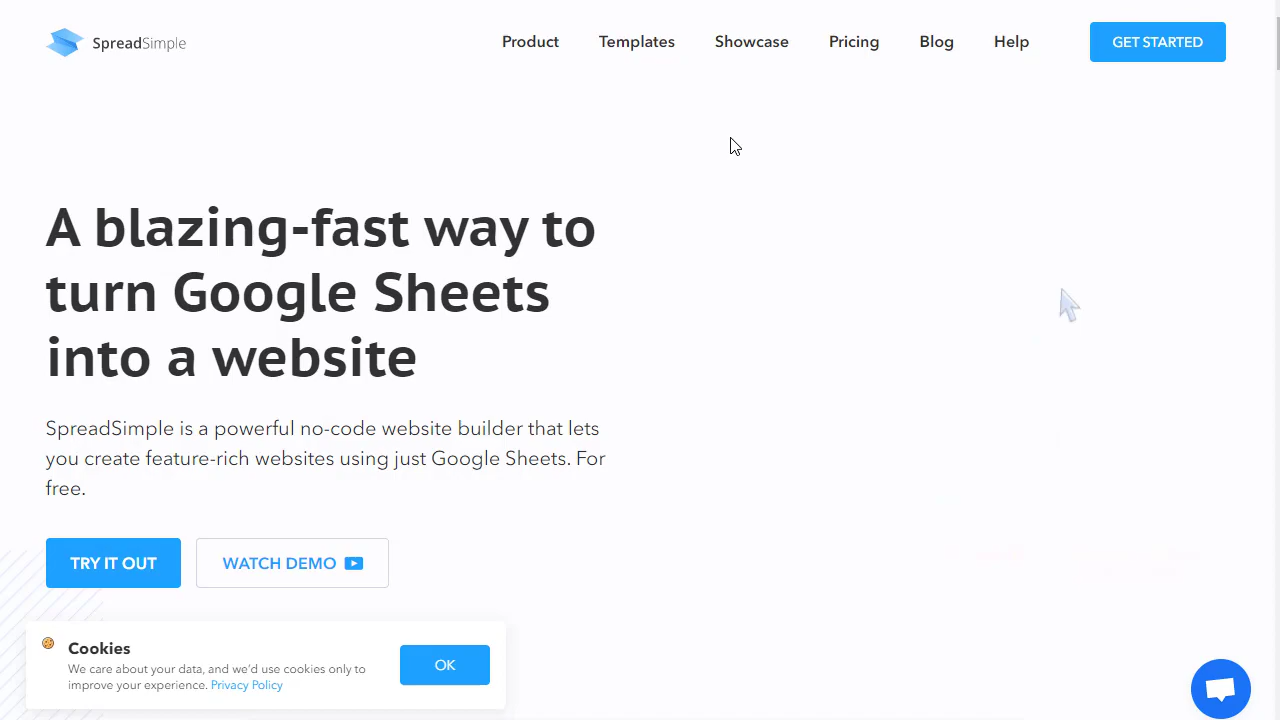 SpreadSimple
Product
Templates
Showcase
Pricing
Blog
Help
GET STARTED
A blazing-fast way to
turn Google Sheets
into a website
SpreadSimple is a powerful no-code website builder that lets
you create feature-rich websites using just Google Sheets. For
free.
TRY IT OUT
WATCH DEMO
Cookies
We care about your data, and we'd use cookies only to
improve your experience. Privacy Policy
OK